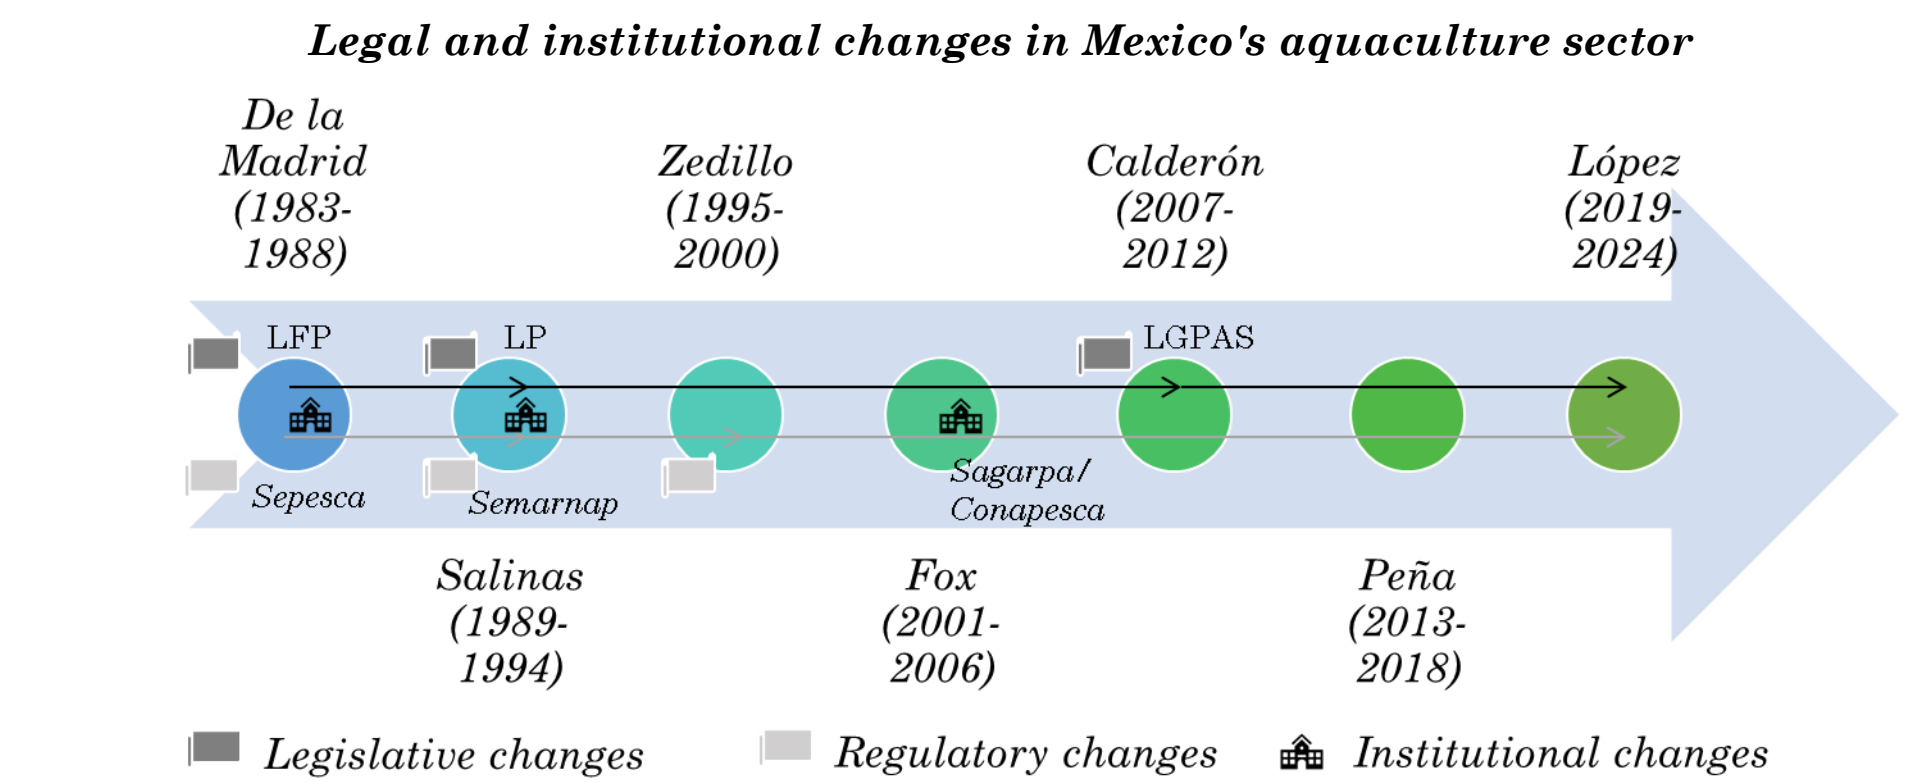 Legal and institutional changes in Mexico's aquaculture sector
De la
Madrid
(1983-
1988)
Zedillo
(1995-
2000)
Calderón
(2007-
2012)
López
(2019-
2024)
LFP
LP
LGPAS
Sepesca
Semarnap
Sagarpa/
Conapesca
Salinas
(1989-
1994)
Fox
(2001-
2006)
Peña
(2013-
2018)
Legislative changes
Regulatory changes
Institutional changes